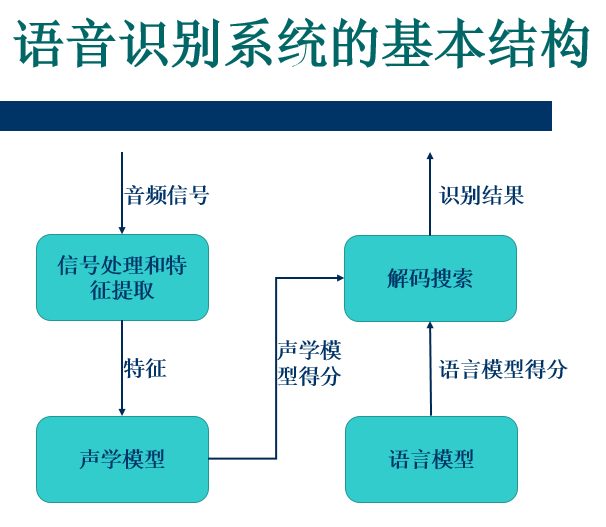 语音识别系统的基本结构
音频信号
识别结果
信号处理和特
征提取
解码搜索
特征
声学模
型得分
语言模型得分
声学模型
语言模型